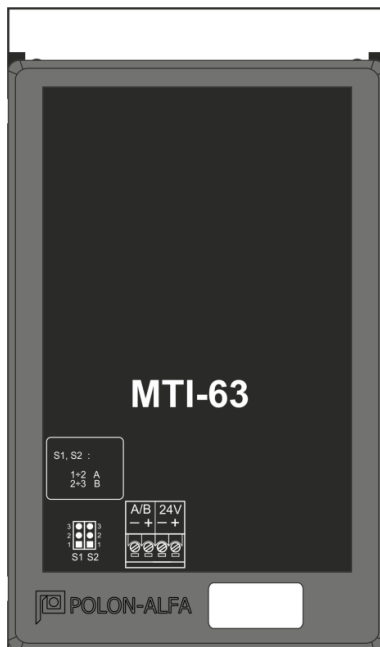 MTI-63
S1, S2 :
1÷2 A
2÷3 B
A/B 24V
– + – +
3 3
2 2
1 1
S1 S2
POLON-ALFA